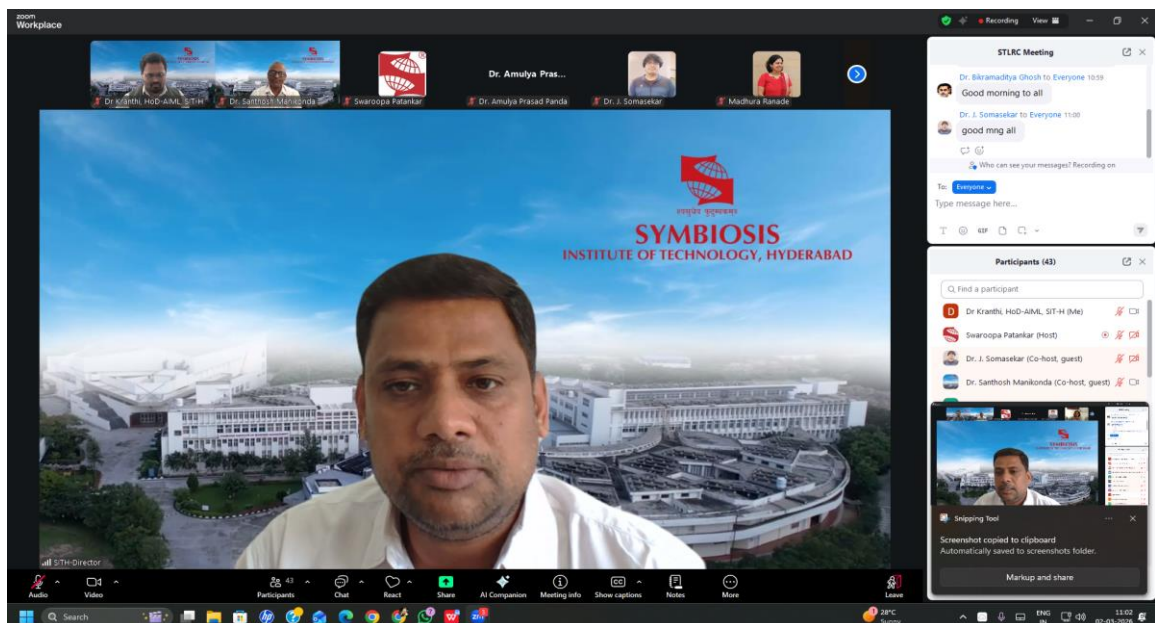 zoom
Workplace
Recording
View
Dr. Amulya Pras...
Dr Kranthi, HoD-AIML, SIT-H
Dr. Santhosh Manikonda
Swaroopa Patankar
Dr. Amulya Prasad Panda
Dr. J. Somasekar
Madhura Ranade
SYMBIOSIS
INSTITUTE OF TECHNOLOGY, HYDERABAD
SITH-Director
STLRC Meeting
Dr. Bikramaditya Ghosh to Everyone 10:59
Good morning to all
Dr. J. Somasekar to Everyone 11:00
good mng all
Who can see your messages? Recording on
To: Everyone
Type message here...
GIF
Participants (43)
Find a participant
D Dr Kranthi, HoD-AIML, SIT-H (Me)
Swaroopa Patankar (Host)
Dr. J. Somasekar (Co-host, guest)
Dr. Santhosh Manikonda (Co-host, guest)
Snipping Tool
Screenshot copied to clipboard
Automatically saved to screenshots folder.
Markup and share
Audio
Video
43
Participants
Chat
React
Share
AI Companion
Meeting info
CC
Show captions
Notes
More
Leave
Search
28°C
Sunny
ENG
IN
11:02
02-03-2026